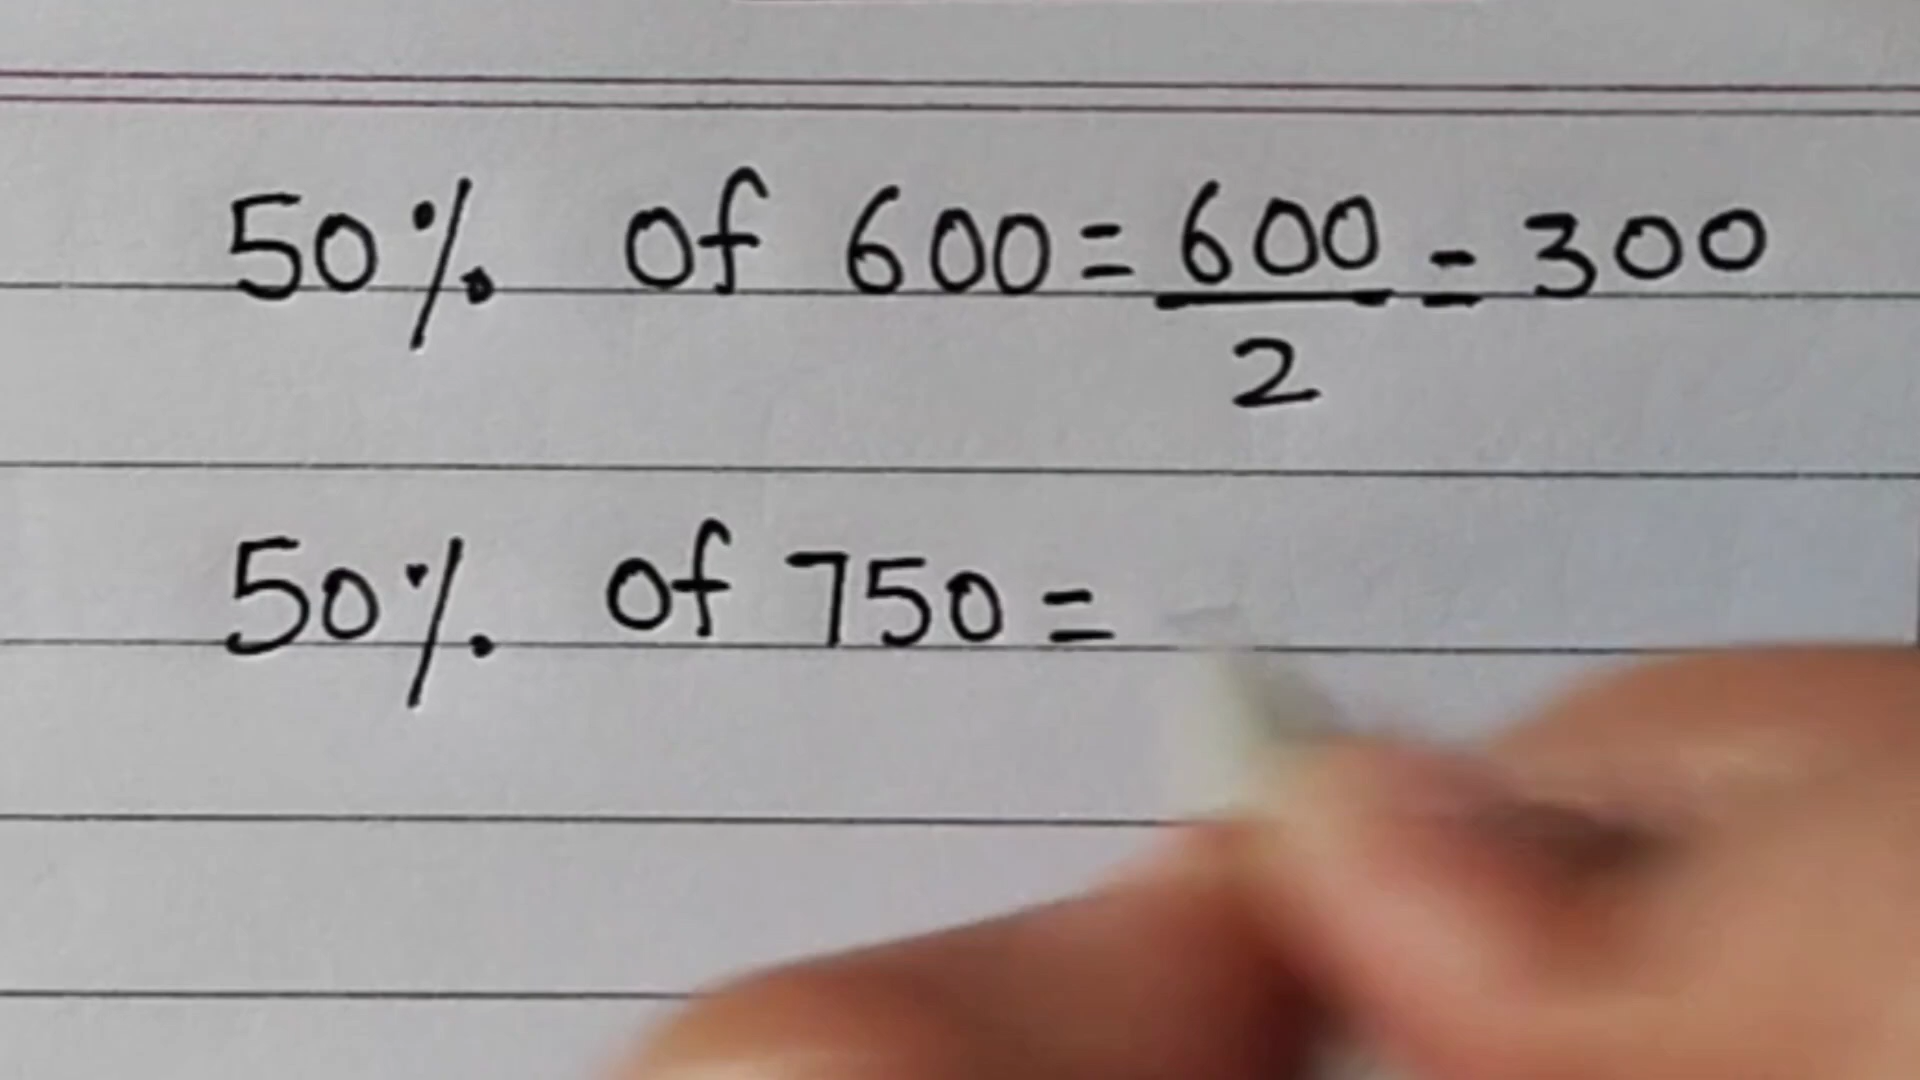 50% of 600 = 600/2 = 300
50% of 750 =